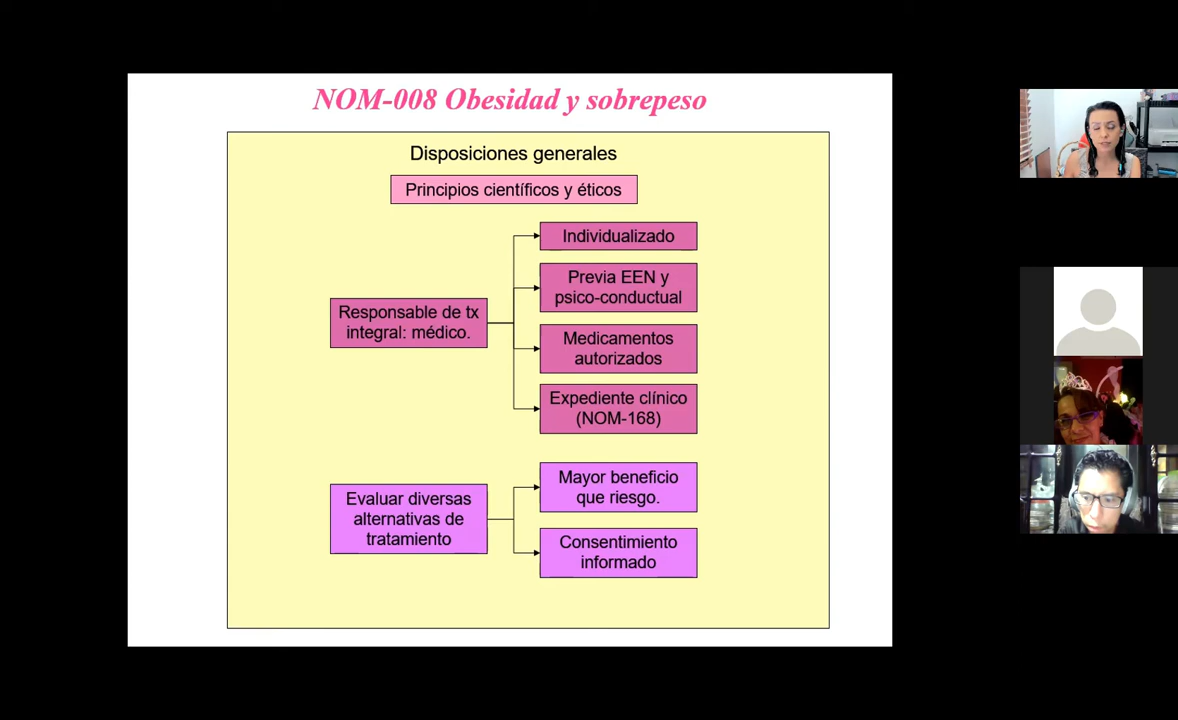 NOM-008 Obesidad y sobrepeso
Disposiciones generales
Principios científicos y éticos
Responsable de tx
integral: médico.
Individualizado
Previa EEN y
psico-conductual
Medicamentos
autorizados
Expediente clínico
(NOM-168)
Evaluar diversas
alternativas de
tratamiento
Mayor beneficio
que riesgo.
Consentimiento
informado